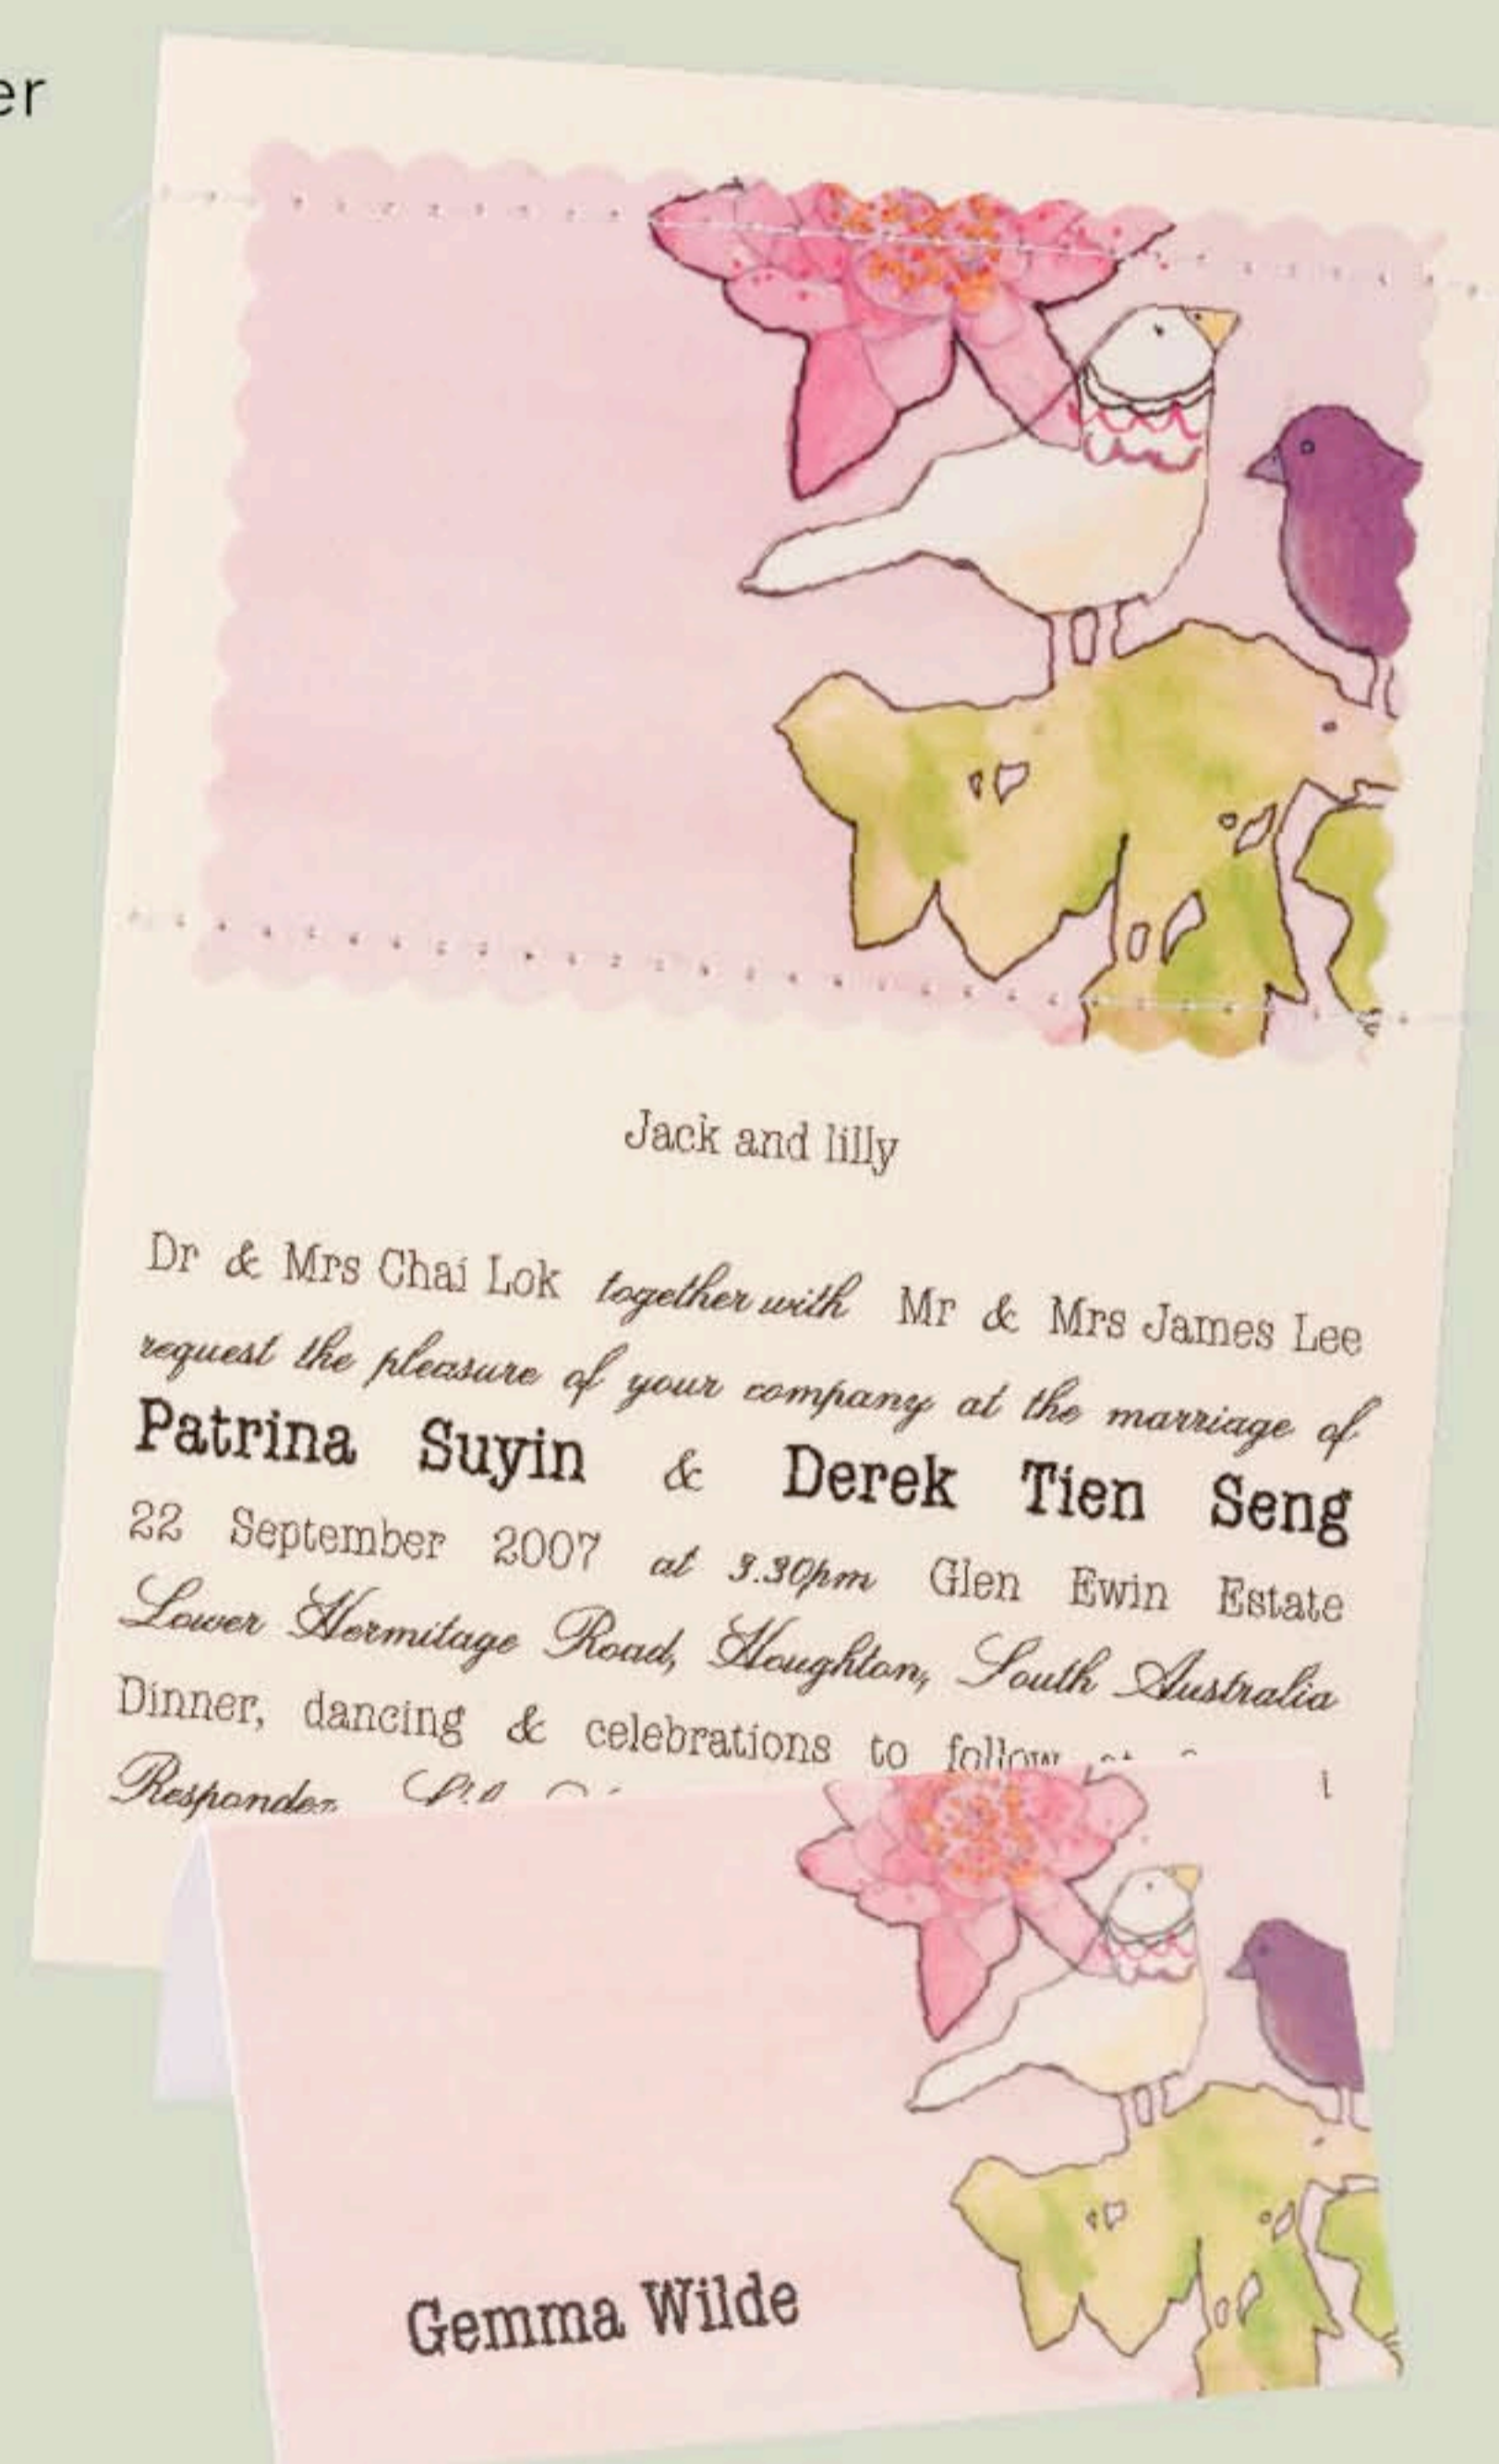 er
Jack and lilly
Dr & Mrs Chai Lok together with Mr & Mrs James Lee
request the pleasure of your company at the marriage of
Patrina Suyin & Derek Tien Seng
22 September 2007 at 3.30pm Glen Ewin Estate
Lower Hermitage Road, Houghton, South Australia
Dinner, dancing & celebrations to follow
Gemma Wilde